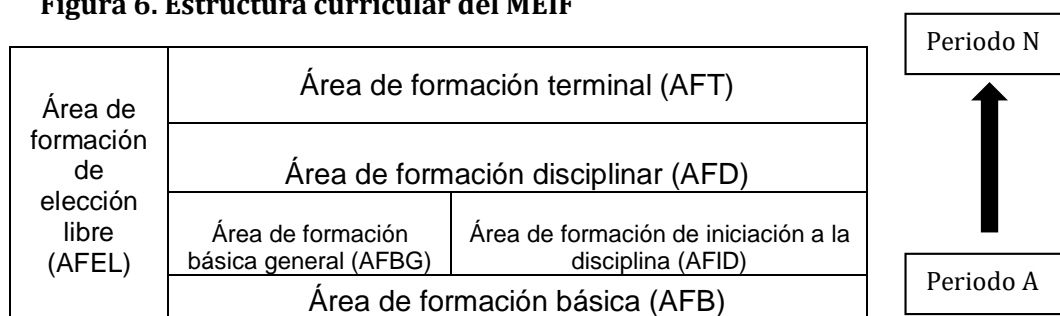 Figura 6. Estructura curricular del MEIF
Periodo N
Área de formación terminal (AFT)
Área de
formación
de
elección
libre
(AFEL)
Área de formación disciplinar (AFD)
Área de formación
básica general (AFBG)
Área de formación de iniciación a la
disciplina (AFID)
Área de formación básica (AFB)
Periodo A